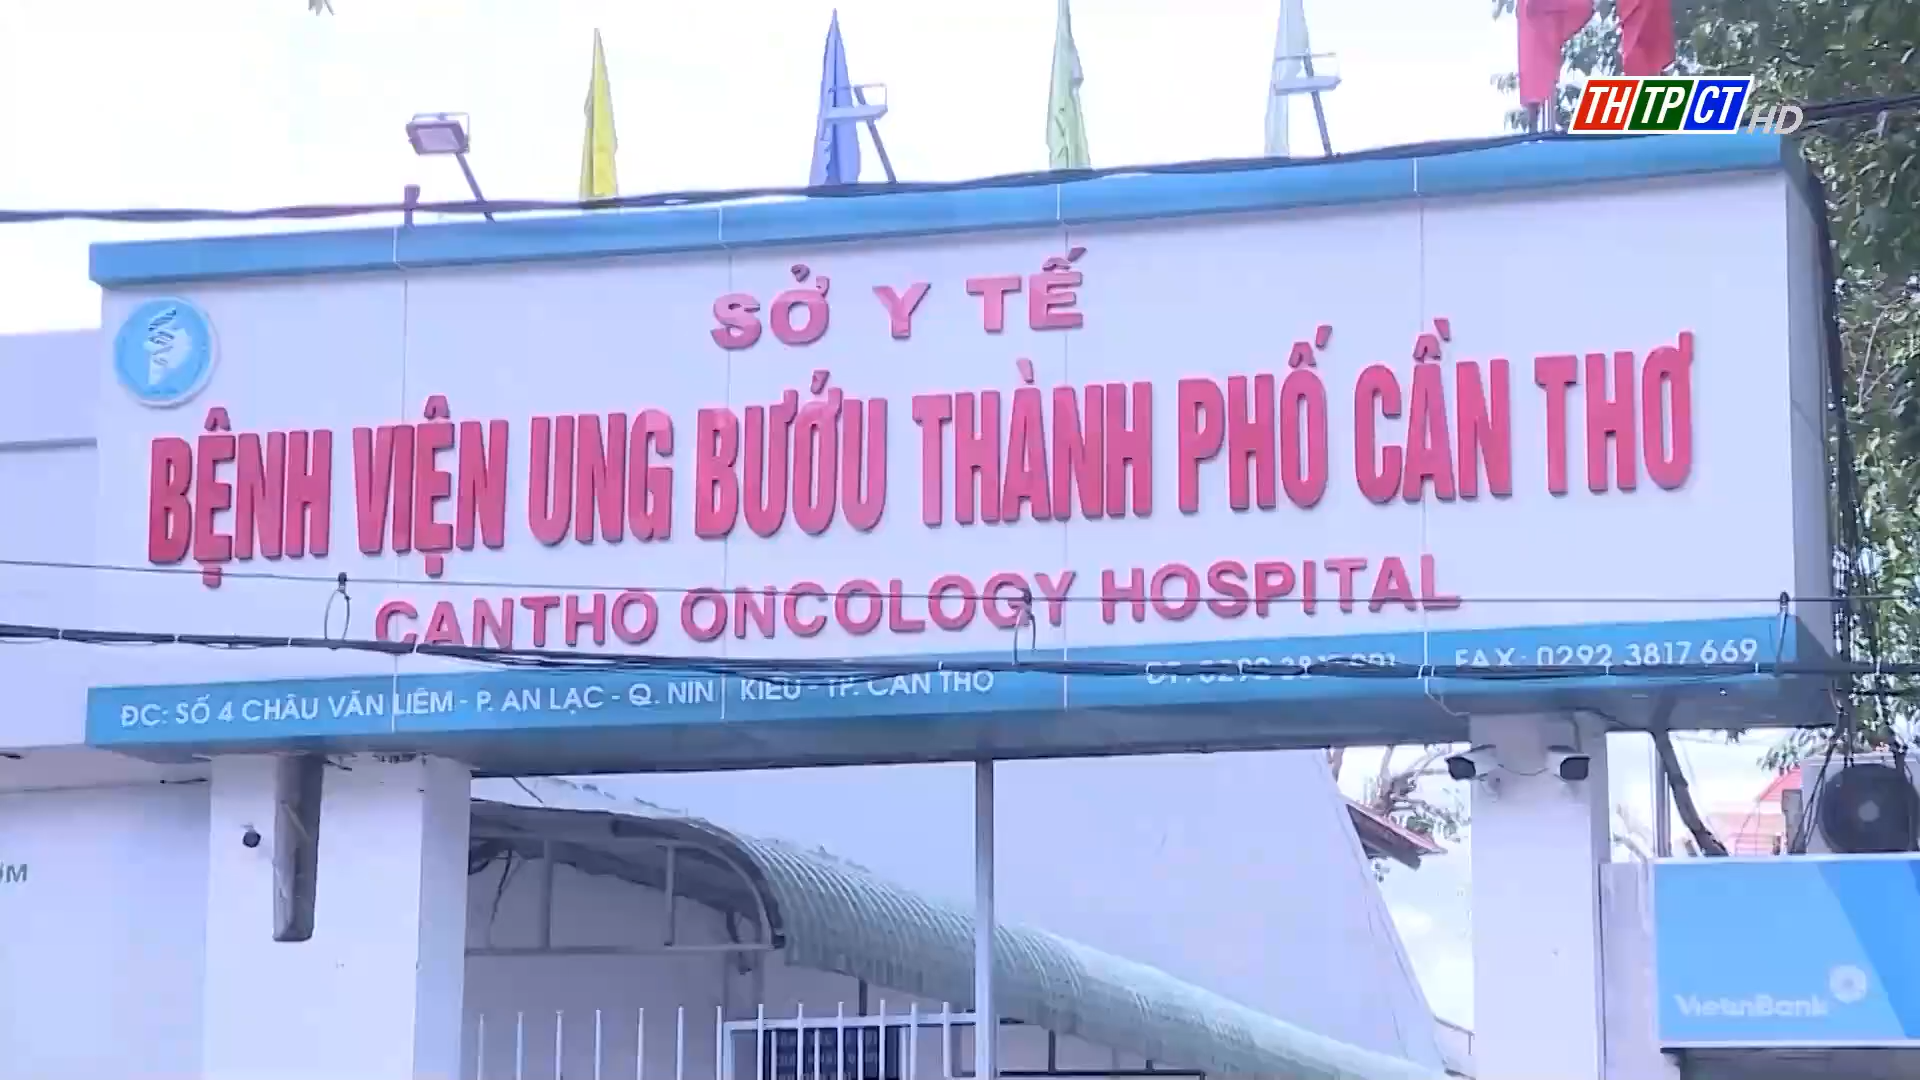 THTPCT HD
SỞ Y TẾ
BỆNH VIỆN UNG BƯỚU THÀNH PHỐ CẦN THƠ
CANTHO ONCOLOGY HOSPITAL
ĐC: SỐ 4 CHÂU VĂN LIÊM - P. AN LẠC - Q. NINH KIỀU - TP. CẦN THƠ
FAX: 0292 3817 669
VietinBank